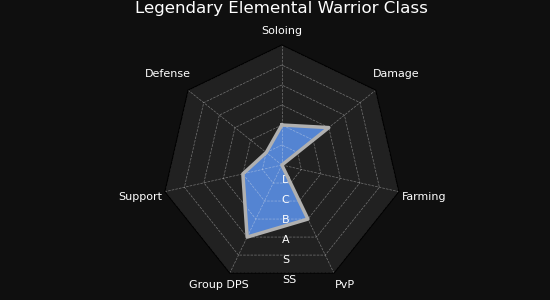 Legendary Elemental Warrior Class
Soloing
Defense
Damage
Support
Farming
L
C
B
A
S
SS
Group DPS
PvP